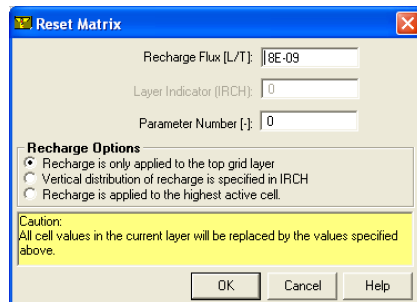 Reset Matrix
Recharge Flux [L/T]: 8E-09
Layer Indicator (IRCH): 0
Parameter Number [-]: 0
Recharge Options
Recharge is only applied to the top grid layer
Vertical distribution of recharge is specified in IRCH
Recharge is applied to the highest active cell.
Caution:
All cell values in the current layer will be replaced by the values specified
above.
OK Cancel Help